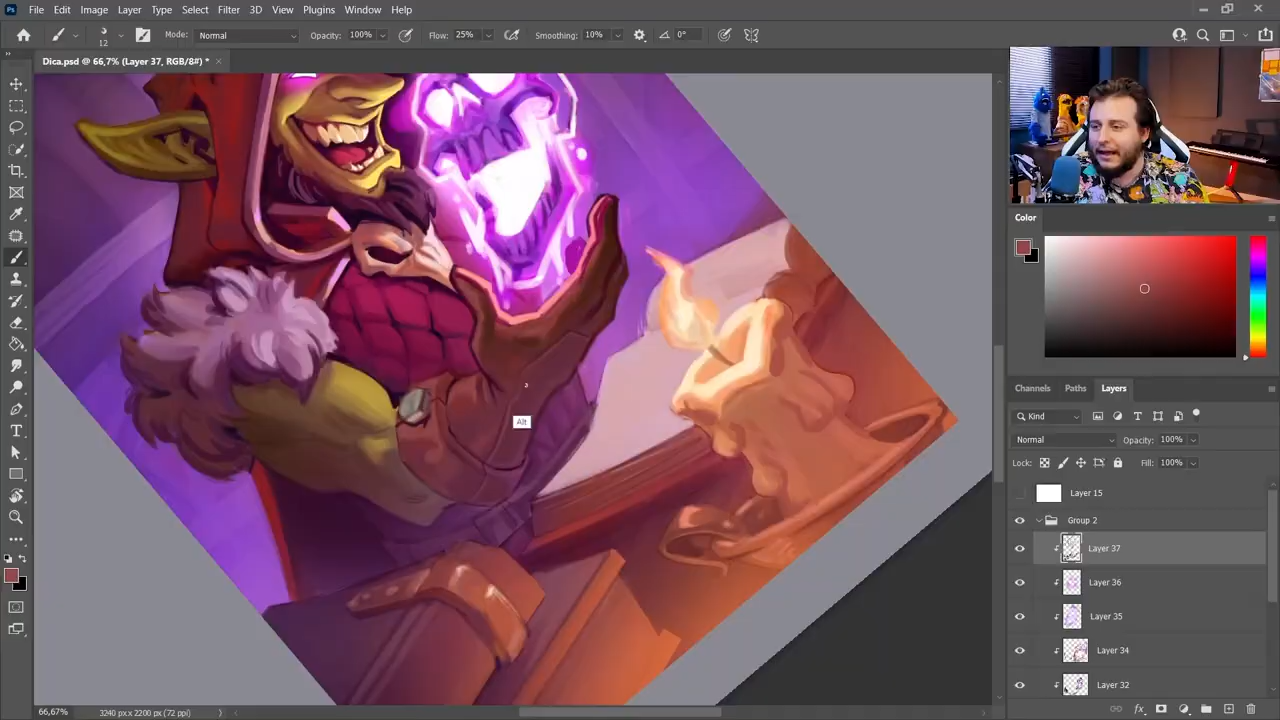 Ps File Edit Image Layer Type Select Filter 3D View Plugins Window Help
12 Mode: Normal Opacity: 100% Flow: 25% Smoothing: 10% 0°
Dica.psd @ 66,7% (Layer 37, RGB/8#) * ×
Color
Alt
Channels Paths Layers
Kind
Normal Opacity: 100%
Lock: Fill: 100%
Layer 15
Group 2
Layer 37
Layer 36
Layer 35
Layer 34
Layer 32
66,67% 3240 px x 2200 px (72 ppi)
fx